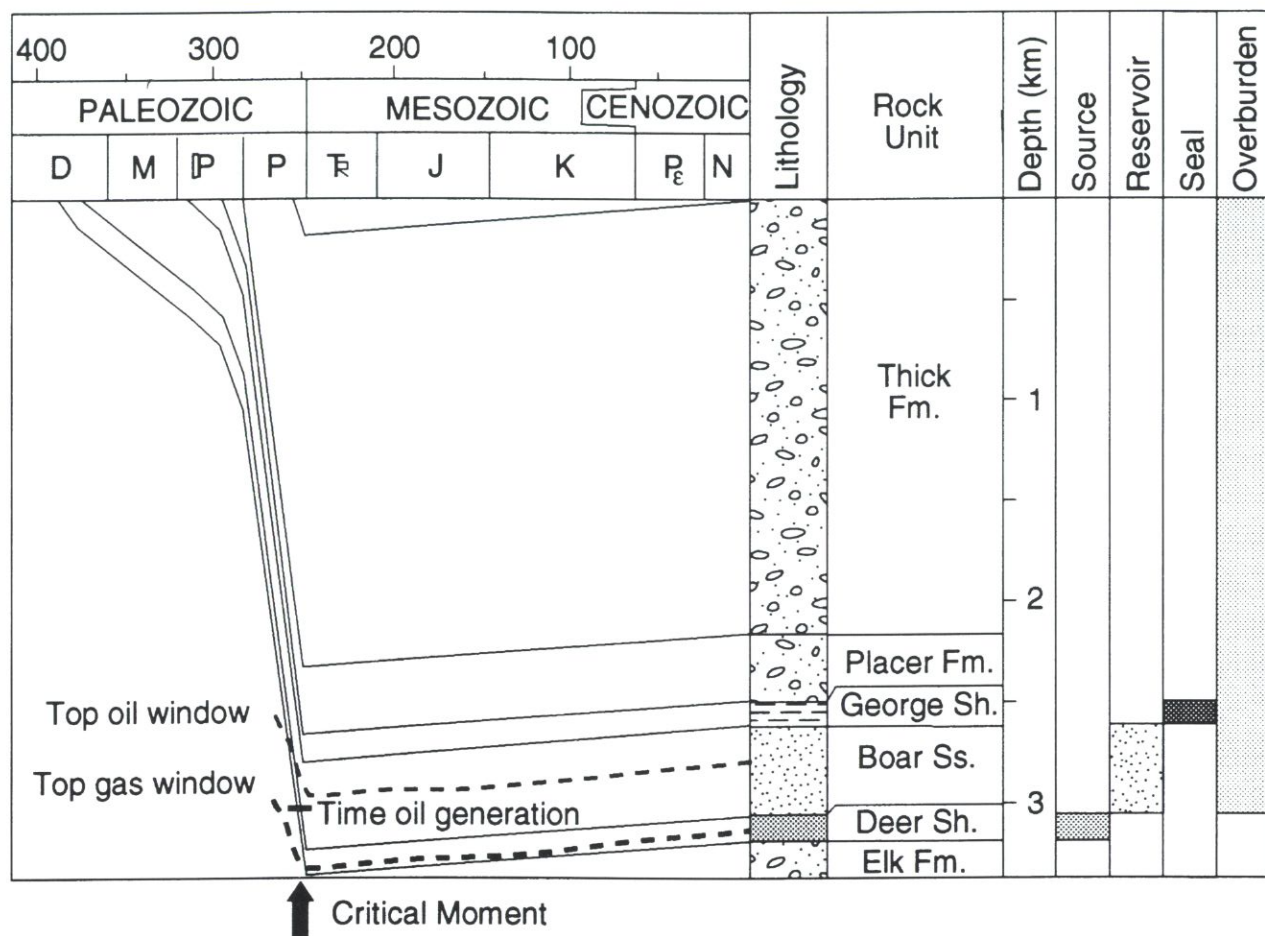 400 300 200 100
PALEOZOIC MESOZOIC CENOZOIC
D M ℙ P TR J K Pε N
Lithology
Rock
Unit
Depth (km)
Source
Reservoir
Seal
Overburden
Thick
Fm.
1
2
Placer Fm.
George Sh.
Boar Ss.
3
Deer Sh.
Elk Fm.
Top oil window
Top gas window
Time oil generation
Critical Moment